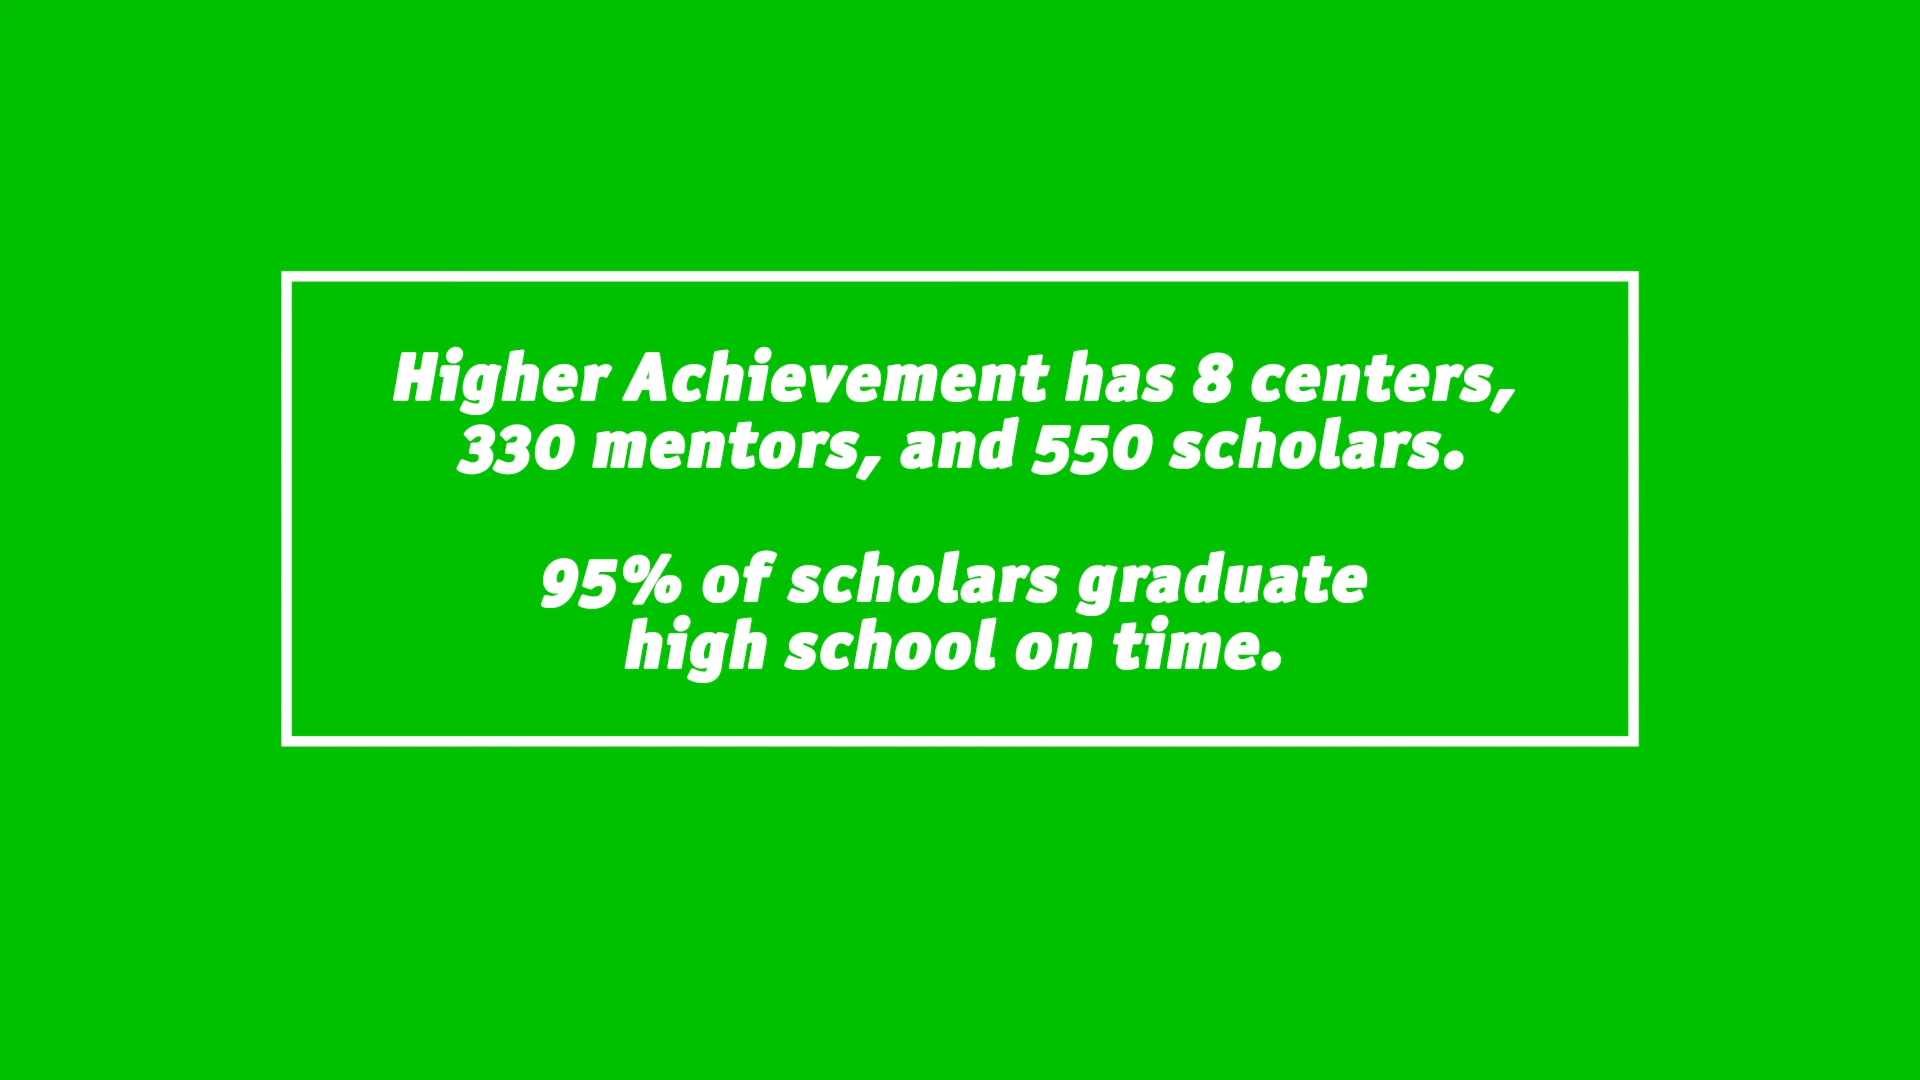 Higher Achievement has 8 centers,
330 mentors, and 550 scholars.
95% of scholars graduate
high school on time.